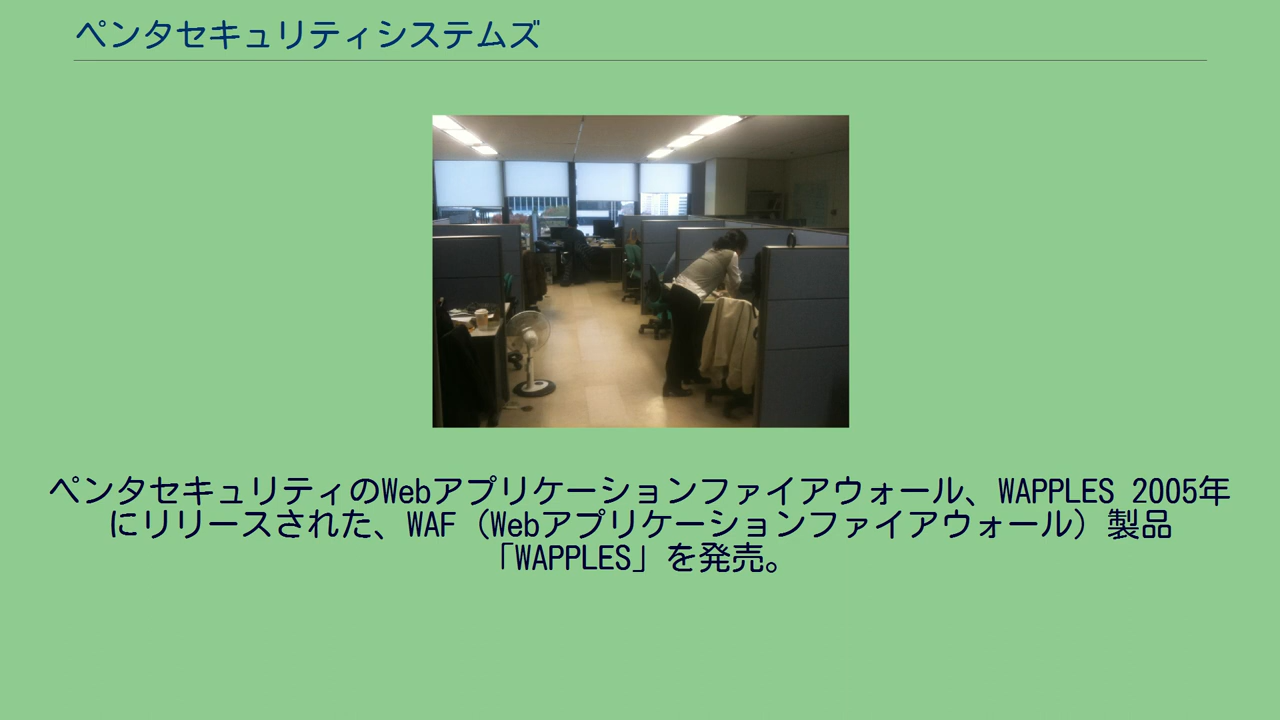 ペンタセキュリティシステムズ
ペンタセキュリティのWebアプリケーションファイアウォール、WAPPLES 2005年
にリリースされた、WAF（Webアプリケーションファイアウォール）製品
「WAPPLES」を発売。